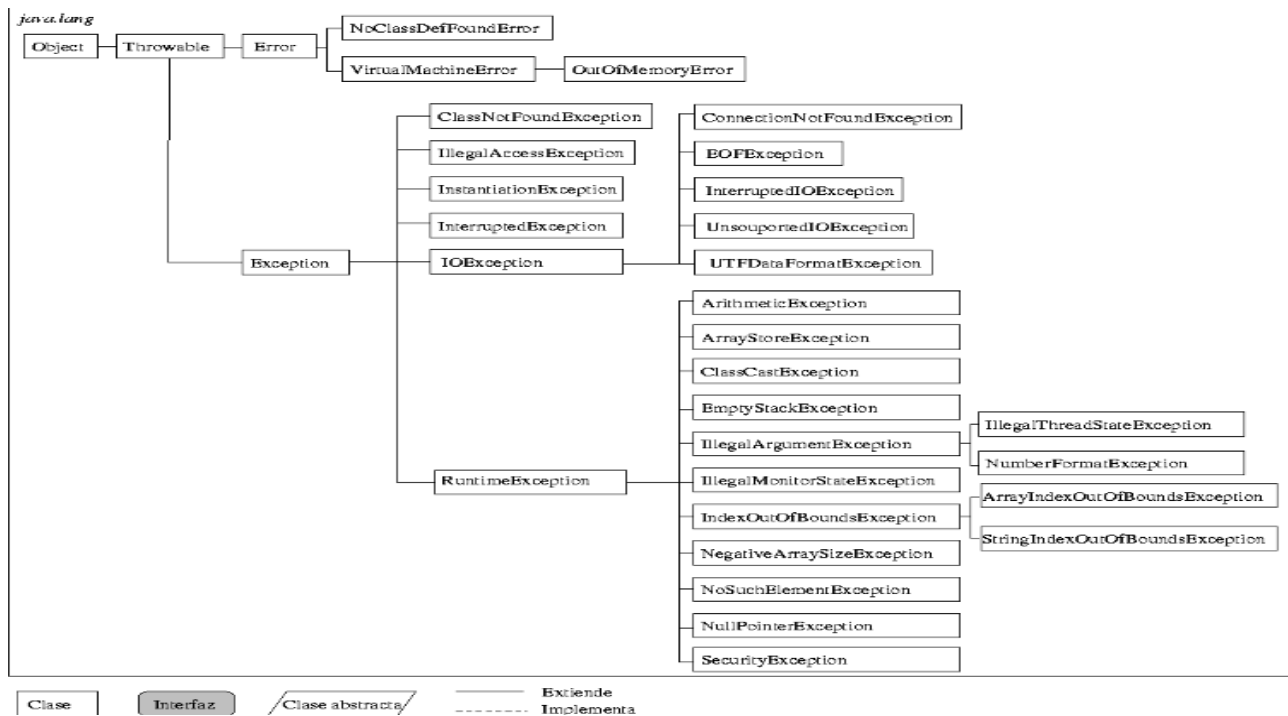 java.lang
Object
Throwable
Error
NoClassDefFoundError
VirtualMachineError
OutOfMemoryError
Exception
ClassNotFoundException
IllegalAccessException
InstantiationException
InterruptedException
IOException
ConnectionNotFoundException
EOFException
InterruptedIOException
UnsouportedIOException
UTFDataFormatException
RuntimeException
ArithmeticException
ArrayStoreException
ClassCastException
EmptyStackException
IllegalArgumentException
IllegalThreadStateException
NumberFormatException
IllegalMonitorStateException
IndexOutOfBoundsException
ArrayIndexOutOfBoundsException
StringIndexOutOfBoundsException
NegativeArraySizeException
NoSuchElementException
NullPointerException
SecurityException
Clase
Interfaz
Clase abstracta
Extiende
Implementa